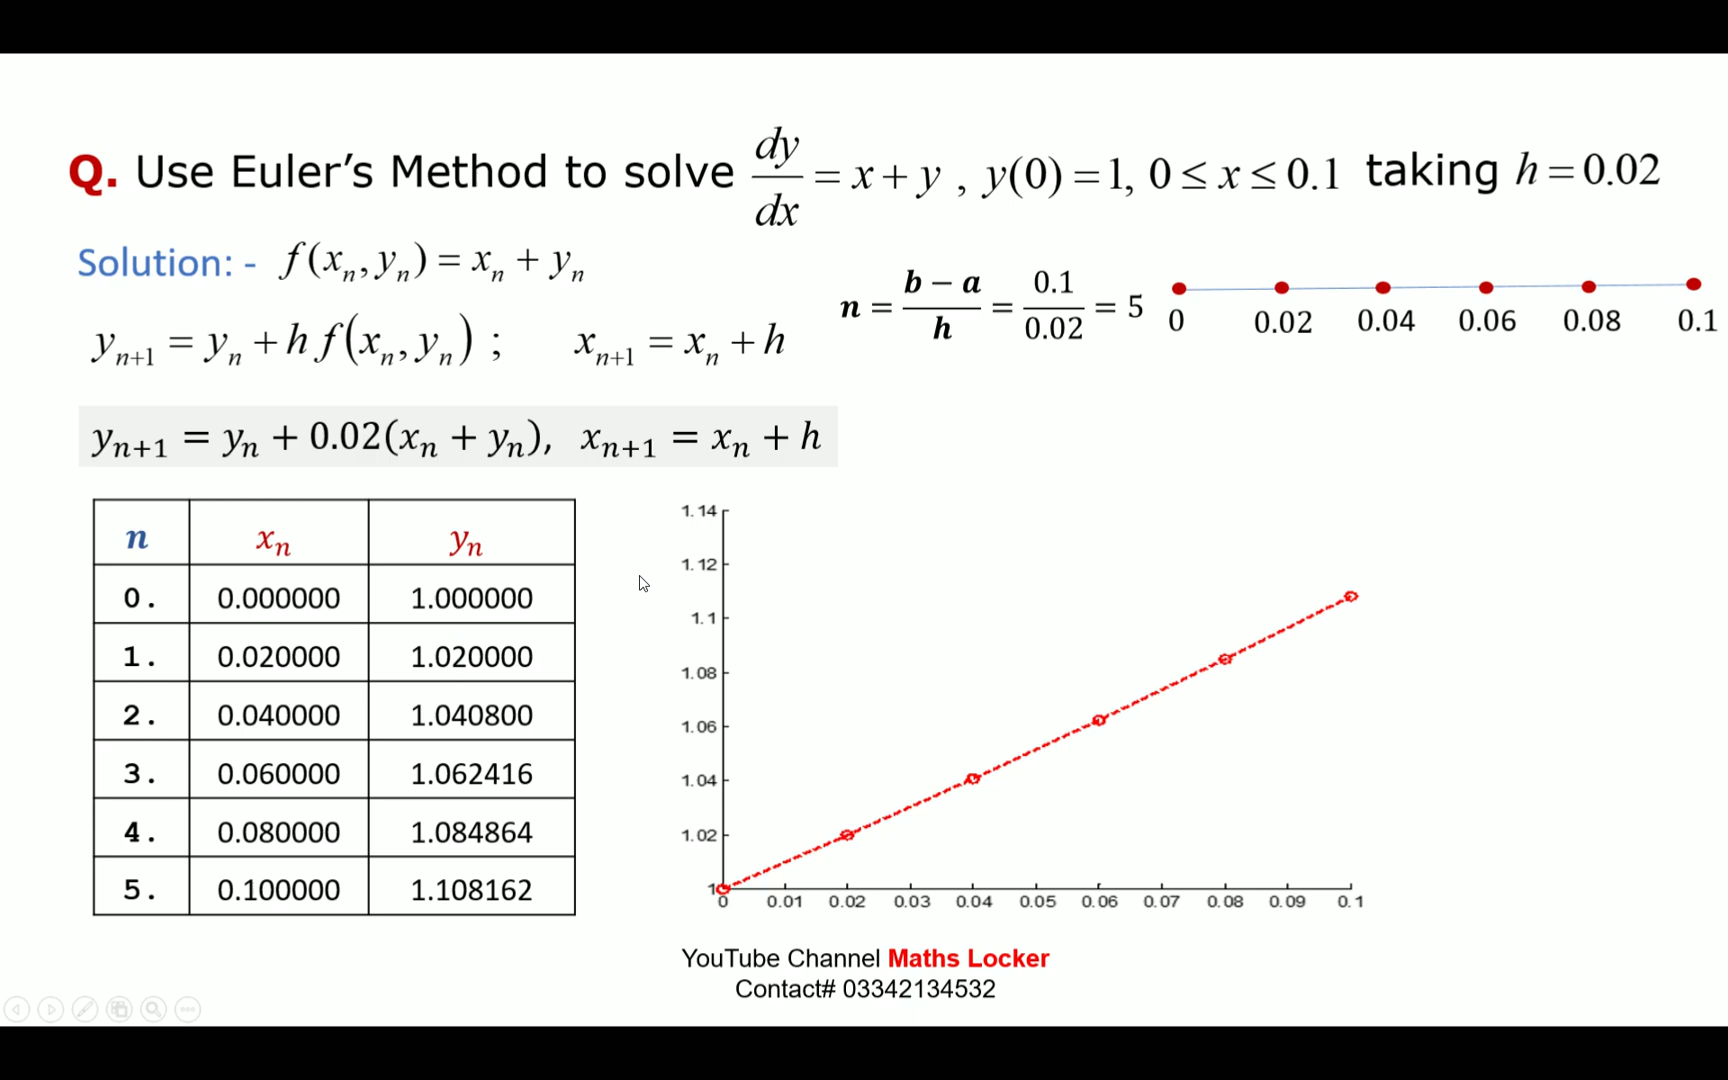 Q. Use Euler's Method to solve dy/dx = x + y , y(0) = 1, 0 ≤ x ≤ 0.1 taking h = 0.02
Solution: - f(xₙ, yₙ) = xₙ + yₙ
n = (b − a)/h = 0.1/0.02 = 5
0 0.02 0.04 0.06 0.08 0.1
yₙ₊₁ = yₙ + h f(xₙ, yₙ) ; xₙ₊₁ = xₙ + h
yₙ₊₁ = yₙ + 0.02(xₙ + yₙ), xₙ₊₁ = xₙ + h
n xₙ yₙ
0. 0.000000 1.000000
1. 0.020000 1.020000
2. 0.040000 1.040800
3. 0.060000 1.062416
4. 0.080000 1.084864
5. 0.100000 1.108162
1.14
1.12
1.1
1.08
1.06
1.04
1.02
1
0 0.01 0.02 0.03 0.04 0.05 0.06 0.07 0.08 0.09 0.1
YouTube Channel Maths Locker
Contact# 03342134532